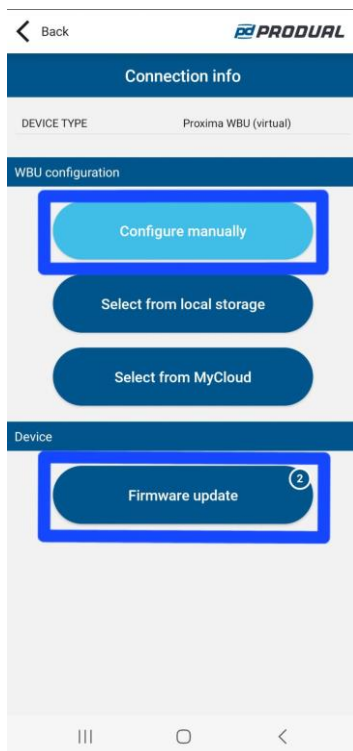 Back
PRODUAL
Connection info
DEVICE TYPE Proxima WBU (virtual)
WBU configuration
Configure manually
Select from local storage
Select from MyCloud
Device
2
Firmware update